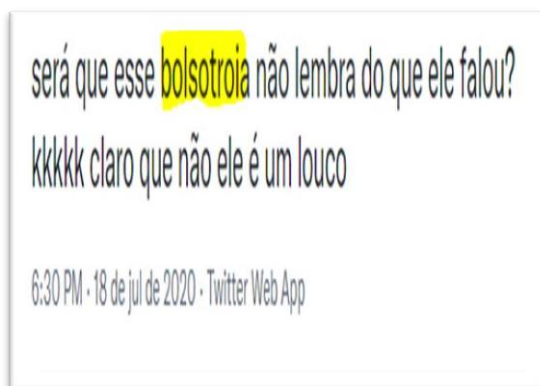 será que esse bolsotroia não lembra do que ele falou?
kkkkk claro que não ele é um louco
6:30 PM · 18 de jul de 2020 · Twitter Web App